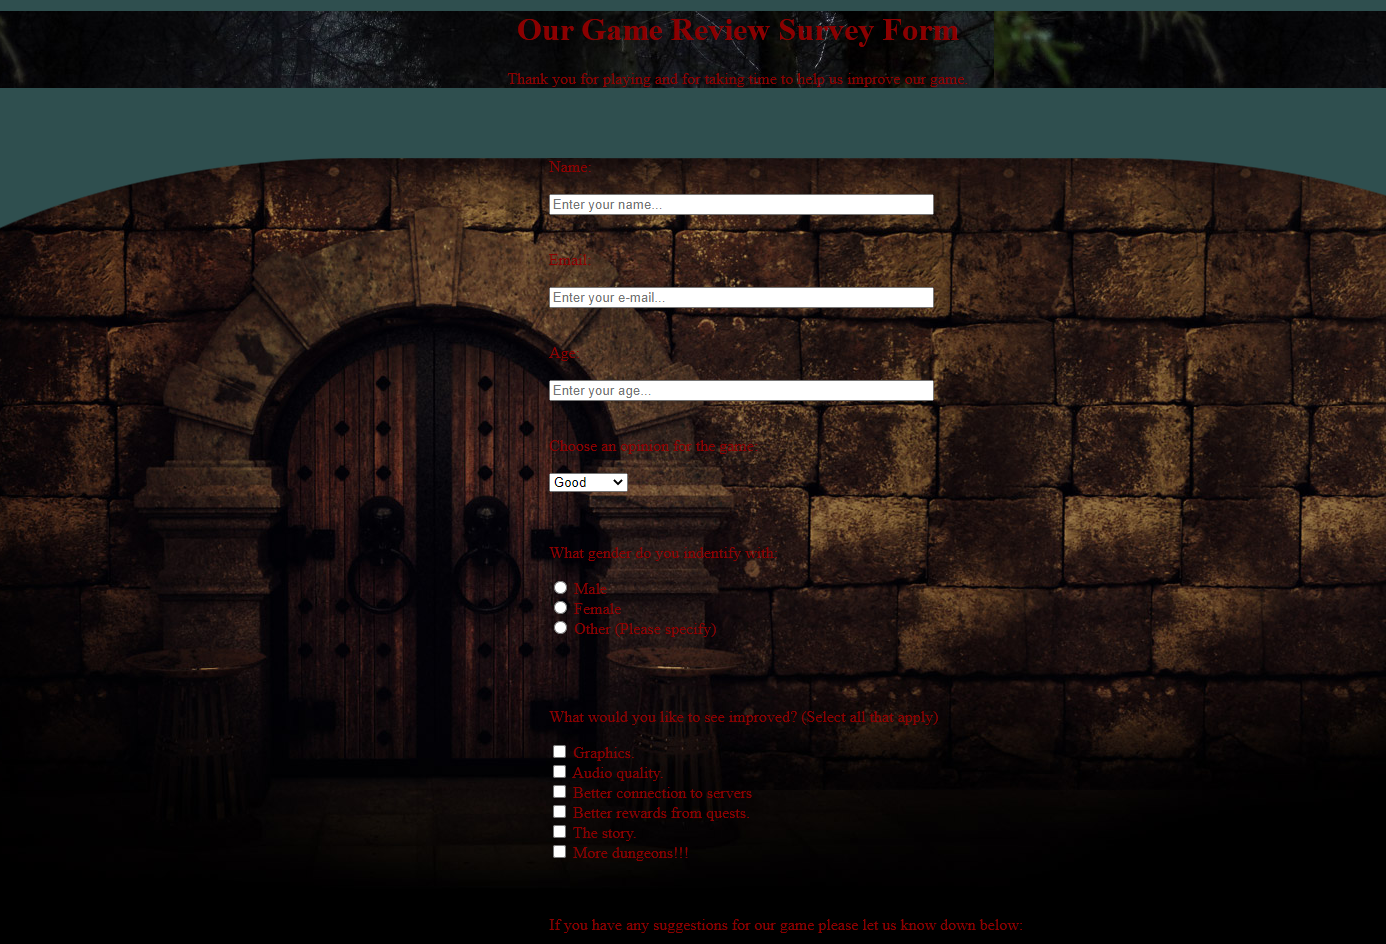 Our Game Review Survey Form
Thank you for playing and for taking time to help us improve our game
Name:
Enter your name...
Email:
Enter your e-mail...
Age:
Enter your age...
Choose an opinion for the game:
Good
What gender do you indentify with
Male
Female
Other (Please specify)
What would you like to see improved? (Select all that apply)
Graphics.
Audio quality.
Better connection to servers
Better rewards from quests.
The story.
More dungeons!!!
If you have any suggestions for our game please let us know down below: